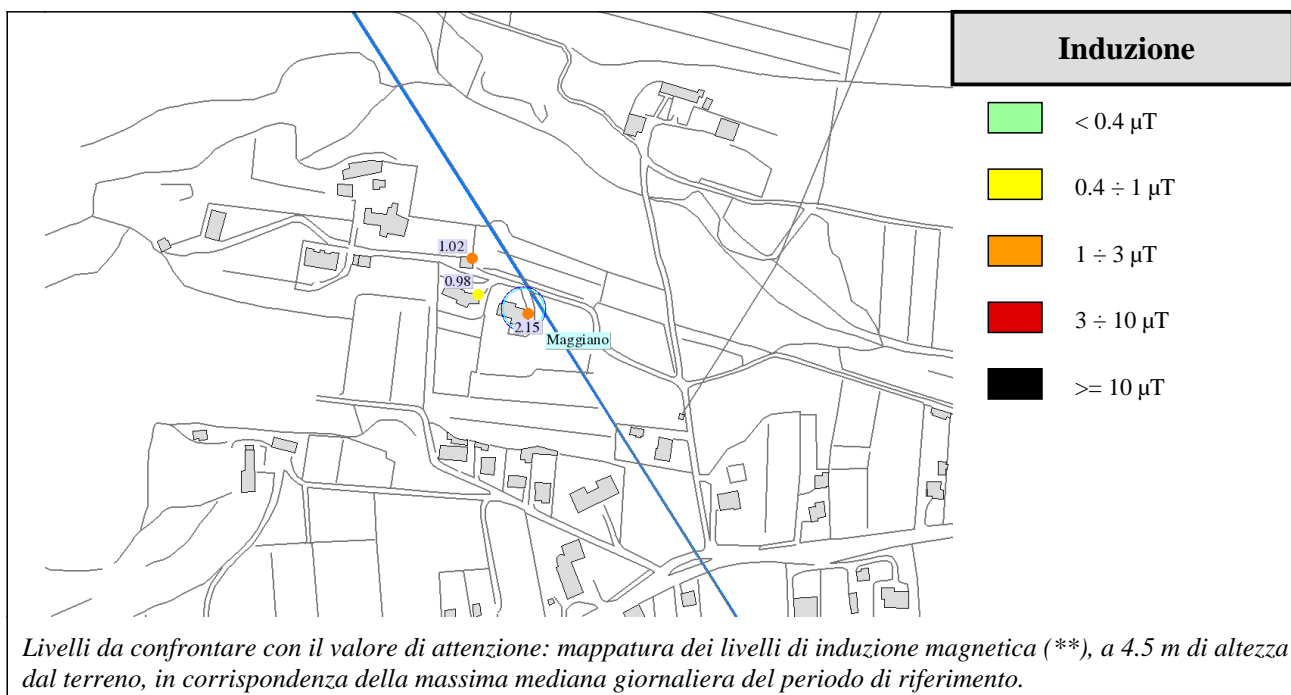 Induzione
< 0.4 µT
0.4 ÷ 1 µT
1 ÷ 3 µT
3 ÷ 10 µT
>= 10 µT
1.02
0.98
2.15
Maggiano
Livelli da confrontare con il valore di attenzione: mappatura dei livelli di induzione magnetica (**), a 4.5 m di altezza
dal terreno, in corrispondenza della massima mediana giornaliera del periodo di riferimento.